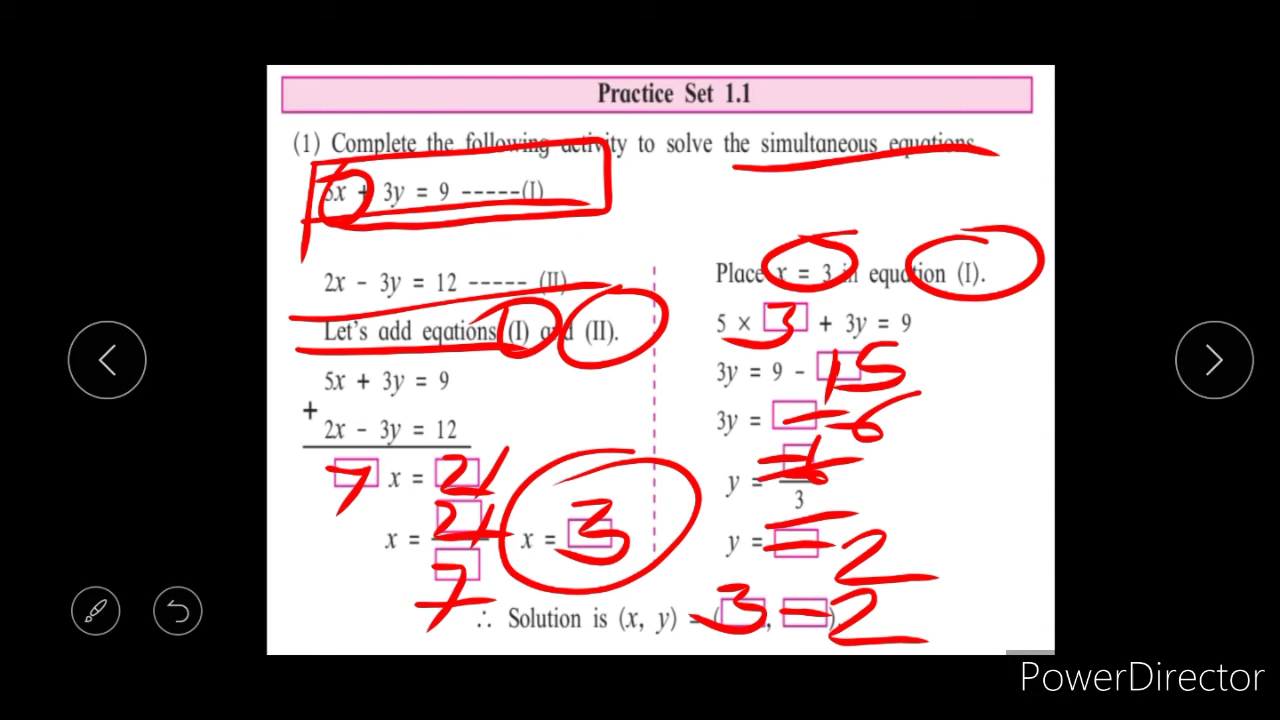 Practice Set 1.1
(1) Complete the following activity to solve the simultaneous equations.
5x + 3y = 9 -----(I)
2x - 3y = 12 ----- (II)
Let's add eqations (I) and (II).
5x + 3y = 9
+
2x - 3y = 12
7 x = 21
x = 21/7 x = 3
Place x = 3 in equation (I).
5 × 3 + 3y = 9
3y = 9 - 15
3y = -6
y = -6/3
y = -2
∴ Solution is (x, y) = (3, -2).
PowerDirector